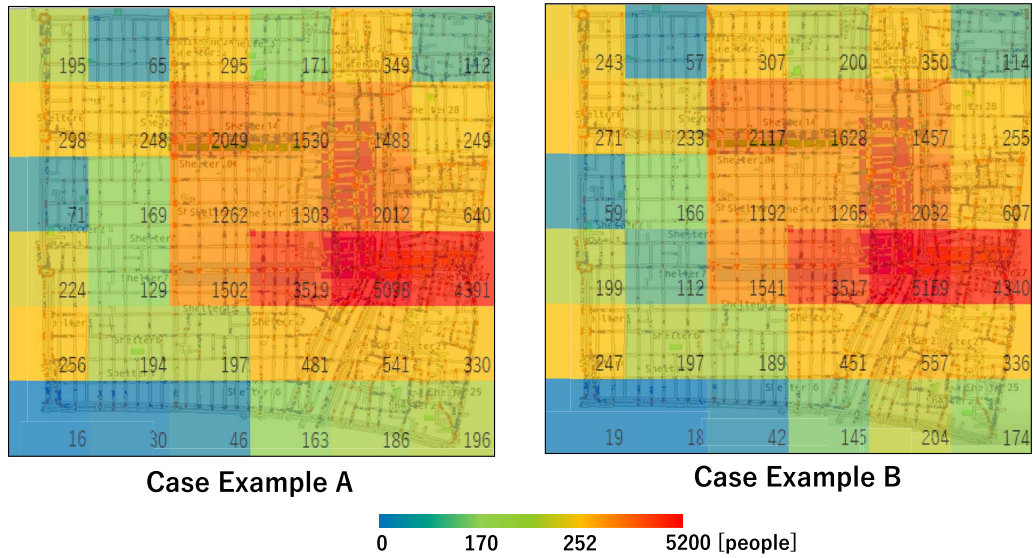 195 65 295 171 349 112
298 248 2049 1530 1483 249
71 169 1262 1303 2012 640
224 129 1502 3519 5098 4391
256 194 197 481 541 330
16 30 46 163 186 196
Case Example A
243 57 307 200 350 114
271 233 2117 1628 1457 255
59 166 1192 1265 2032 607
199 112 1541 3517 5159 4340
247 197 189 451 557 336
19 18 42 145 204 174
Case Example B
0 170 252 5200 [people]